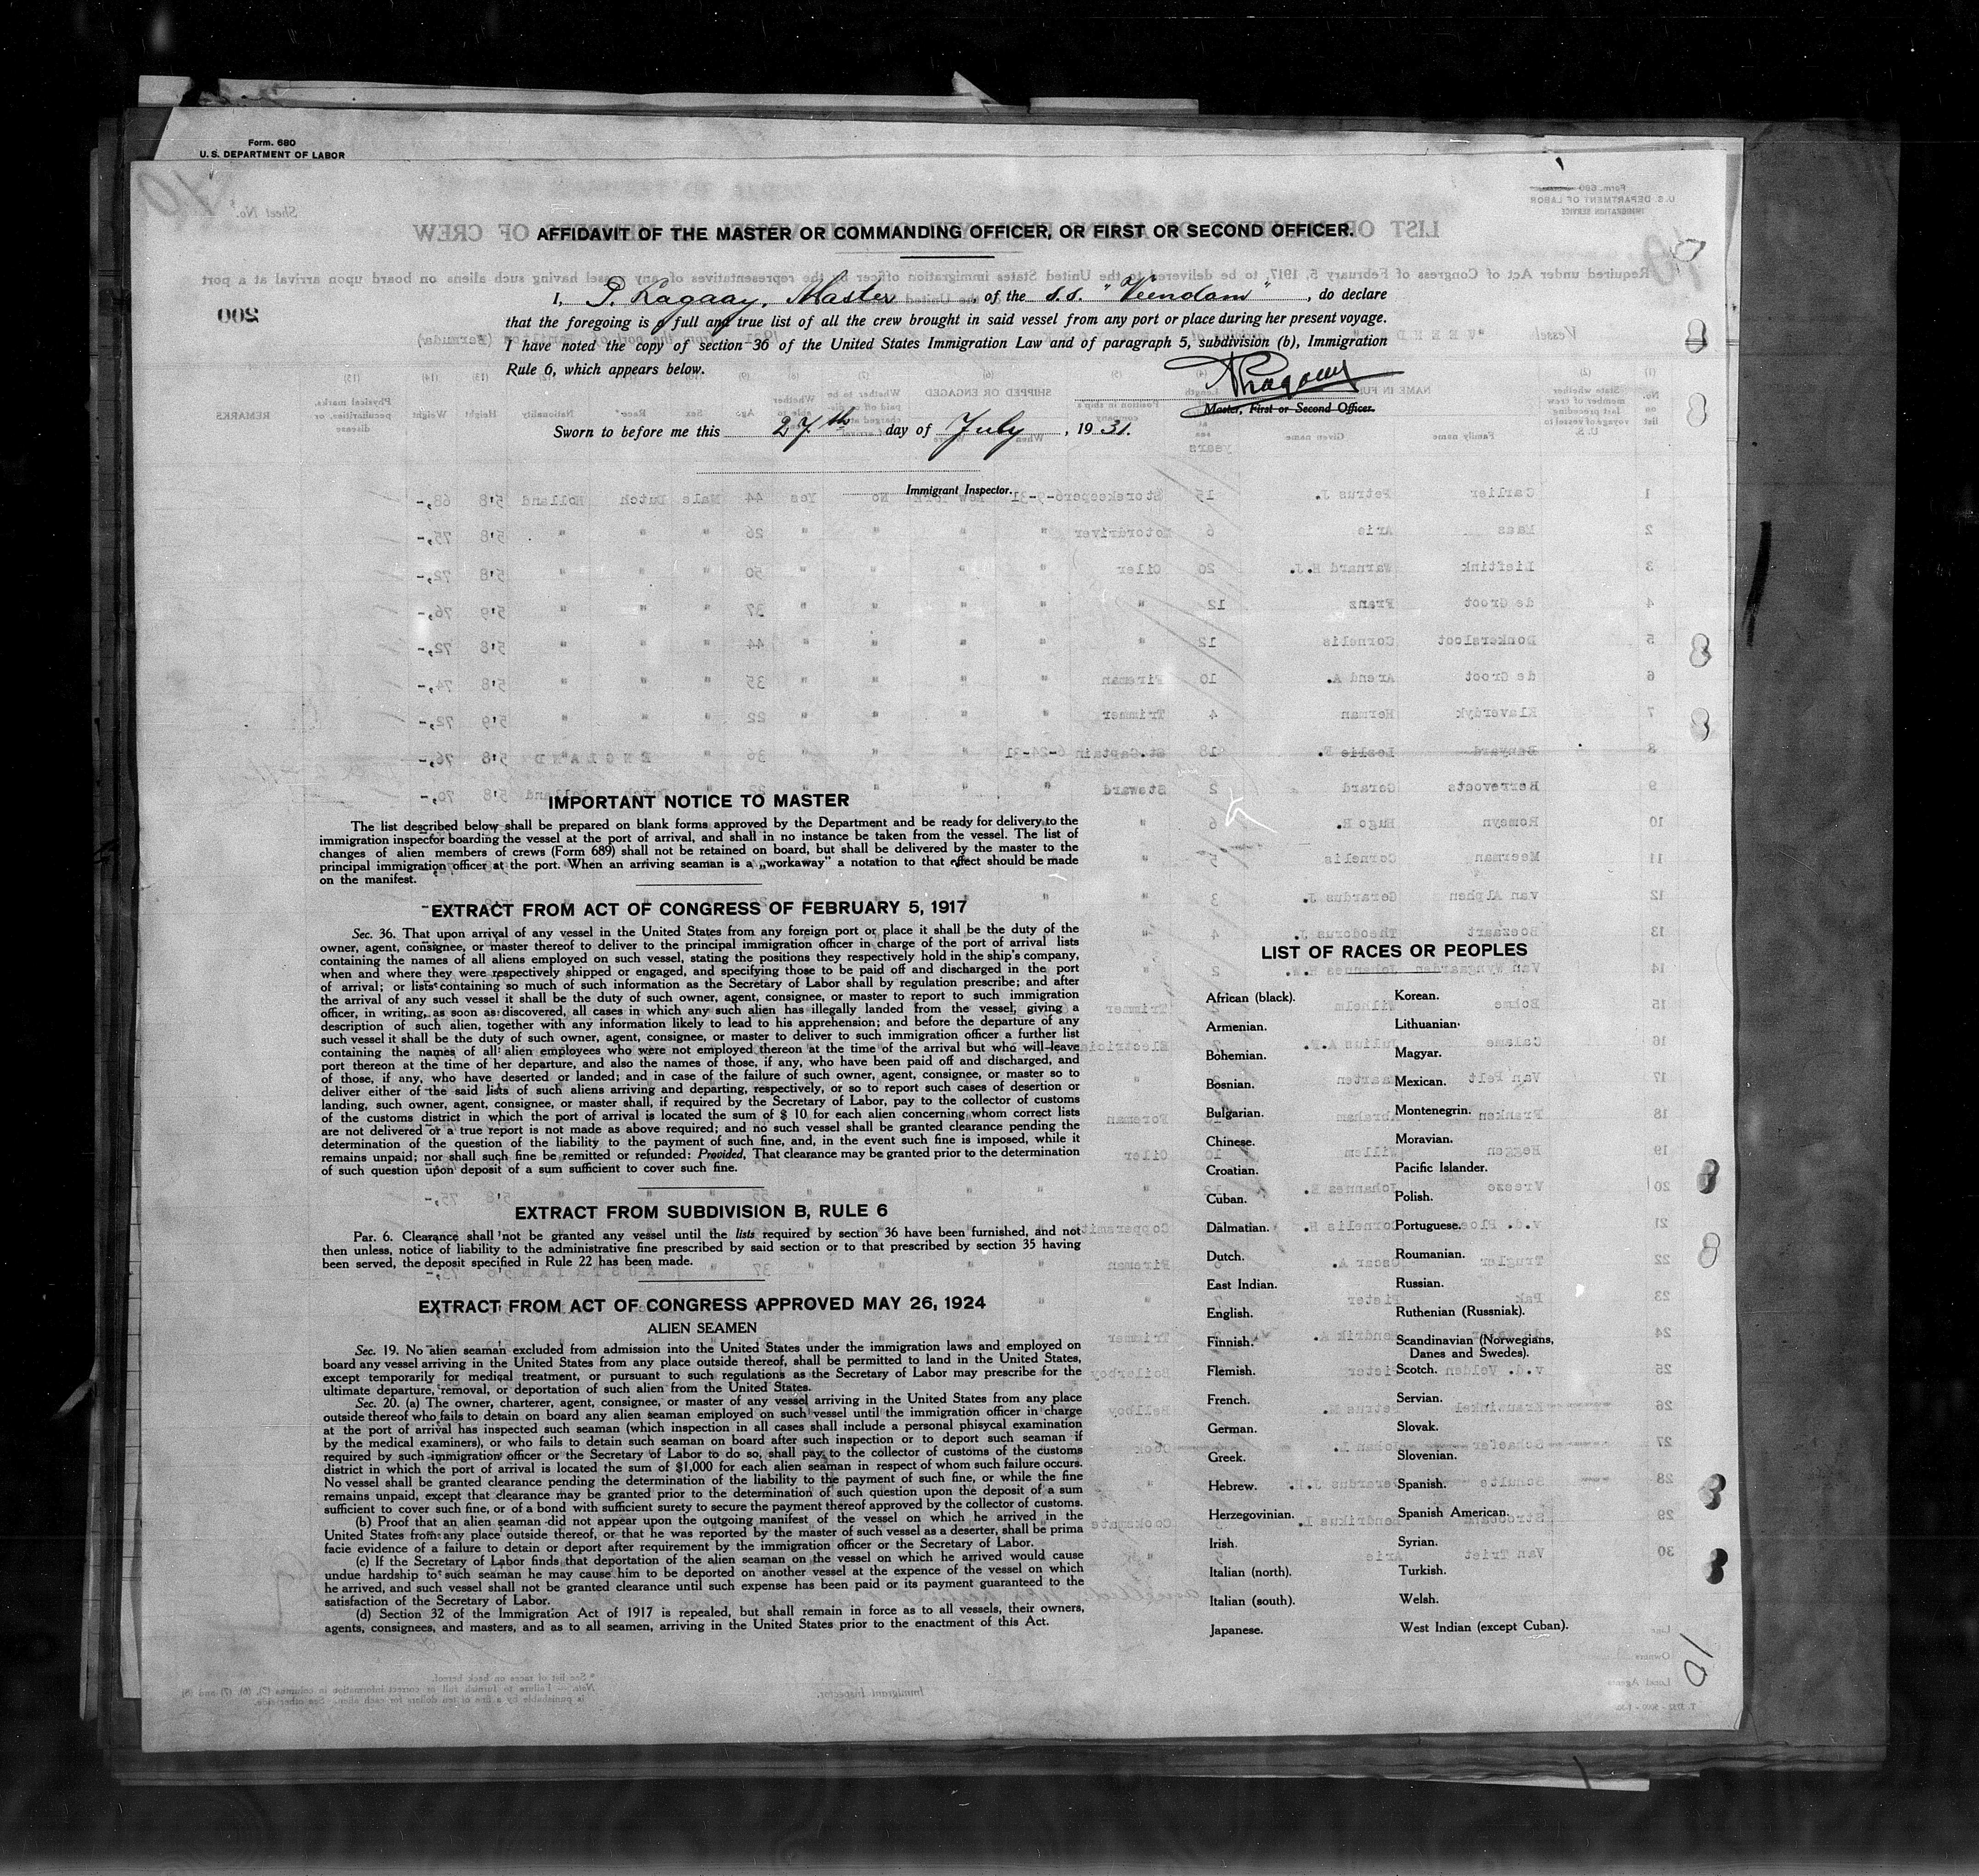 Form. 680
U. S. DEPARTMENT OF LABOR
AFFIDAVIT OF THE MASTER OR COMMANDING OFFICER, OR FIRST OR SECOND OFFICER.
I, P. Lagaay, Master, of the s.s. "Veendam", do declare
that the foregoing is a full and true list of all the crew brought in said vessel from any port or place during her present voyage.
I have noted the copy of section 36 of the United States Immigration Law and of paragraph 5, subdivision (b), Immigration
Rule 6, which appears below.
Master, First or Second Officer.
Sworn to before me this 27th day of July, 1931.
Immigrant Inspector.
IMPORTANT NOTICE TO MASTER
The list described below shall be prepared on blank forms approved by the Department and be ready for delivery to the
immigration inspector boarding the vessel at the port of arrival, and shall in no instance be taken from the vessel. The list of
changes of alien members of crews (Form 689) shall not be retained on board, but shall be delivered by the master to the
principal immigration officer at the port. When an arriving seaman is a „workaway" a notation to that effect should be made
on the manifest.
EXTRACT FROM ACT OF CONGRESS OF FEBRUARY 5, 1917
Sec. 36. That upon arrival of any vessel in the United States from any foreign port or place it shall be the duty of the
owner, agent, consignee, or master thereof to deliver to the principal immigration officer in charge of the port of arrival lists
containing the names of all aliens employed on such vessel, stating the positions they respectively hold in the ship's company,
when and where they were respectively shipped or engaged, and specifying those to be paid off and discharged in the port
of arrival; or lists containing so much of such information as the Secretary of Labor shall by regulation prescribe; and after
the arrival of any such vessel it shall be the duty of such owner, agent, consignee, or master to report to such immigration
officer, in writing, as soon as discovered, all cases in which any such alien has illegally landed from the vessel, giving a
description of such alien, together with any information likely to lead to his apprehension; and before the departure of any
such vessel it shall be the duty of such owner, agent, consignee, or master to deliver to such immigration officer a further list
containing the names of all alien employees who were not employed thereon at the time of the arrival but who will leave
port thereon at the time of her departure, and also the names of those, if any, who have been paid off and discharged, and
of those, if any, who have deserted or landed; and in case of the failure of such owner, agent, consignee, or master so to
deliver either of the said lists of such aliens arriving and departing, respectively, or so to report such cases of desertion or
landing, such owner, agent, consignee, or master shall, if required by the Secretary of Labor, pay to the collector of customs
of the customs district in which the port of arrival is located the sum of $ 10 for each alien concerning whom correct lists
are not delivered or a true report is not made as above required; and no such vessel shall be granted clearance pending the
determination of the question of the liability to the payment of such fine, and, in the event such fine is imposed, while it
remains unpaid; nor shall such fine be remitted or refunded: Provided, That clearance may be granted prior to the determination
of such question upon deposit of a sum sufficient to cover such fine.
EXTRACT FROM SUBDIVISION B, RULE 6
Par. 6. Clearance shall not be granted any vessel until the lists required by section 36 have been furnished, and not
then unless, notice of liability to the administrative fine prescribed by said section or to that prescribed by section 35 having
been served, the deposit specified in Rule 22 has been made.
EXTRACT FROM ACT OF CONGRESS APPROVED MAY 26, 1924
ALIEN SEAMEN
Sec. 19. No alien seaman excluded from admission into the United States under the immigration laws and employed on
board any vessel arriving in the United States from any place outside thereof, shall be permitted to land in the United States,
except temporarily for medical treatment, or pursuant to such regulations as the Secretary of Labor may prescribe for the
ultimate departure, removal, or deportation of such alien from the United States.
Sec. 20. (a) The owner, charterer, agent, consignee, or master of any vessel arriving in the United States from any place
outside thereof who fails to detain on board any alien seaman employed on such vessel until the immigration officer in charge
at the port of arrival has inspected such seaman (which inspection in all cases shall include a personal phisycal examination
by the medical examiners), or who fails to detain such seaman on board after such inspection or to deport such seaman if
required by such immigration officer or the Secretary of Labor to do so, shall pay to the collector of customs of the customs
district in which the port of arrival is located the sum of $1,000 for each alien seaman in respect of whom such failure occurs.
No vessel shall be granted clearance pending the determination of the liability to the payment of such fine, or while the fine
remains unpaid, except that clearance may be granted prior to the determination of such question upon the deposit of a sum
sufficient to cover such fine, or of a bond with sufficient surety to secure the payment thereof approved by the collector of customs.
(b) Proof that an alien seaman did not appear upon the outgoing manifest of the vessel on which he arrived in the
United States from any place outside thereof, or that he was reported by the master of such vessel as a deserter, shall be prima
facie evidence of a failure to detain or deport after requirement by the immigration officer or the Secretary of Labor.
(c) If the Secretary of Labor finds that deportation of the alien seaman on the vessel on which he arrived would cause
undue hardship to such seaman he may cause him to be deported on another vessel at the expence of the vessel on which
he arrived, and such vessel shall not be granted clearance until such expense has been paid or its payment guaranteed to the
satisfaction of the Secretary of Labor.
(d) Section 32 of the Immigration Act of 1917 is repealed, but shall remain in force as to all vessels, their owners,
agents, consignees, and masters, and as to all seamen, arriving in the United States prior to the enactment of this Act.
LIST OF RACES OR PEOPLES
African (black).
Armenian.
Bohemian.
Bosnian.
Bulgarian.
Chinese.
Croatian.
Cuban.
Dalmatian.
Dutch.
East Indian.
English.
Finnish.
Flemish.
French.
German.
Greek.
Hebrew.
Herzegovinian.
Irish.
Italian (north).
Italian (south).
Japanese.
Korean.
Lithuanian.
Magyar.
Mexican.
Montenegrin.
Moravian.
Pacific Islander.
Polish.
Portuguese.
Roumanian.
Russian.
Ruthenian (Russniak).
Scandinavian (Norwegians,
Danes and Swedes).
Scotch.
Servian.
Slovak.
Slovenian.
Spanish.
Spanish American.
Syrian.
Turkish.
Welsh.
West Indian (except Cuban).
10